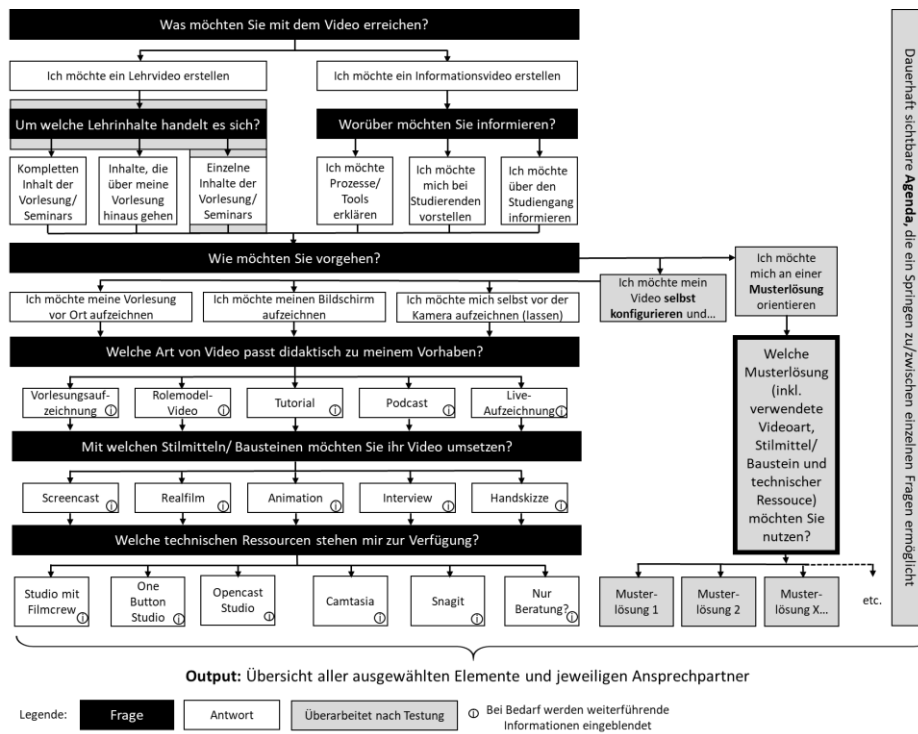 Was möchten Sie mit dem Video erreichen?
Ich möchte ein Lehrvideo erstellen
Ich möchte ein Informationsvideo erstellen
Um welche Lehrinhalte handelt es sich?
Worüber möchten Sie informieren?
Kompletten
Inhalt der
Vorlesung/
Seminars
Inhalte, die
über meine
Vorlesung
hinaus gehen
Einzelne
Inhalte der
Vorlesung/
Seminars
Ich möchte
Prozesse/
Tools
erklären
Ich möchte
mich bei
Studierenden
vorstellen
Ich möchte
über den
Studiengang
informieren
Wie möchten Sie vorgehen?
Ich möchte meine Vorlesung
vor Ort aufzeichnen
Ich möchte meinen Bildschirm
aufzeichnen
Ich möchte mich selbst vor der
Kamera aufzeichnen (lassen)
Ich möchte mein
Video selbst
konfigurieren und...
Ich möchte
mich an einer
Musterlösung
orientieren
Welche Art von Video passt didaktisch zu meinem Vorhaben?
Vorlesungsauf-
zeichnung
Rolemodel-
Video
Tutorial
Podcast
Live-
Aufzeichnung
Mit welchen Stilmitteln/ Bausteinen möchten Sie ihr Video umsetzen?
Screencast
Realfilm
Animation
Interview
Handskizze
Welche technischen Ressourcen stehen mir zur Verfügung?
Studio mit
Filmcrew
One
Button
Studio
Opencast
Studio
Camtasia
Snagit
Nur
Beratung?
Welche
Musterlösung
(inkl.
verwendete
Videoart,
Stilmittel/
Baustein und
technischer
Ressouce)
möchten Sie
nutzen?
Muster-
lösung 1
Muster-
lösung 2
Muster-
lösung X...
etc.
Dauerhaft sichtbare Agenda, die ein Springen zu/zwischen einzelnen Fragen ermöglicht
Output: Übersicht aller ausgewählten Elemente und jeweiligen Ansprechpartner
Legende:
Frage
Antwort
Überarbeitet nach Testung
ⓘ Bei Bedarf werden weiterführende
Informationen eingeblendet